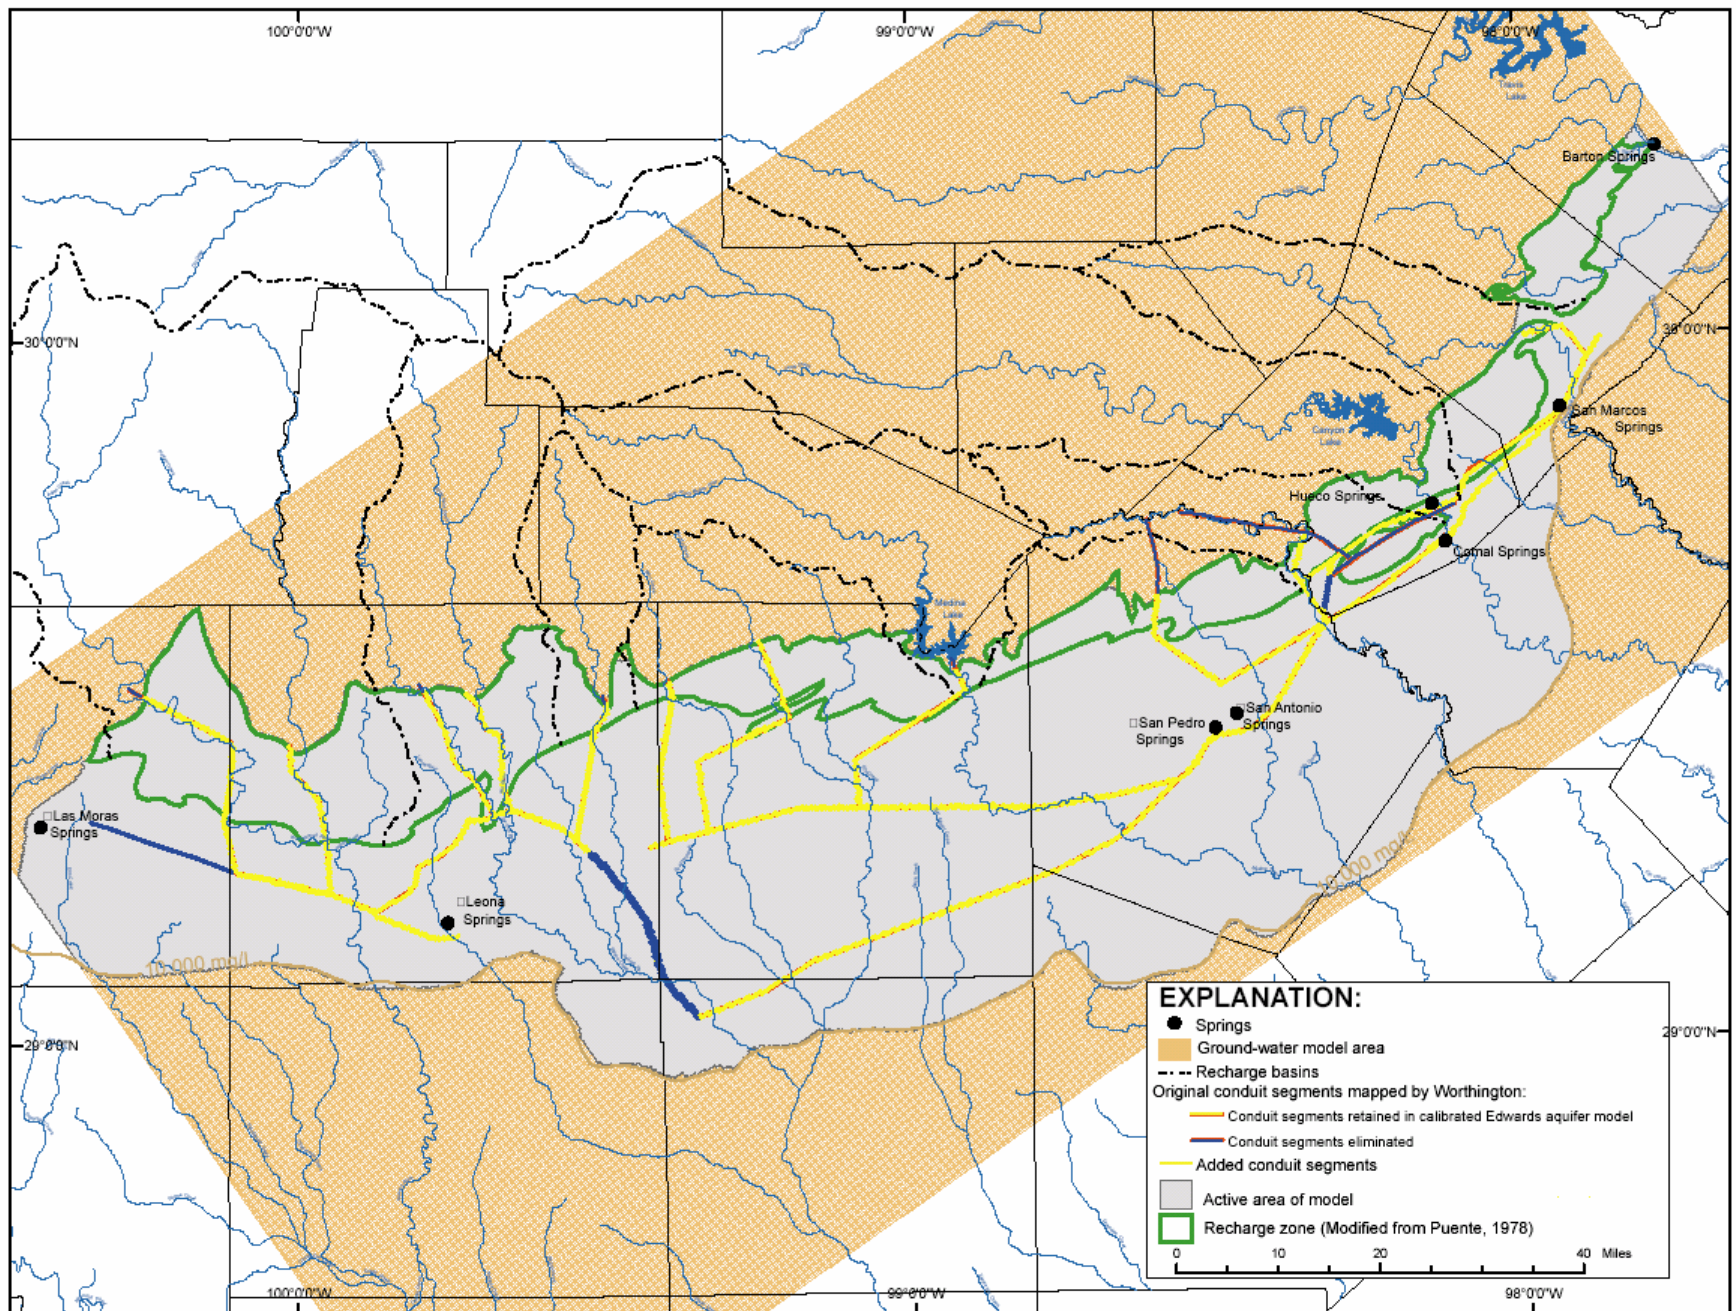 100°0'0"W
99°0'0"W
98°0'0"W
Travis
Lake
Barton Springs
30°0'0"N
30°0'0"N
San Marcos
Springs
Canyon
Lake
Hueco Springs
Comal Springs
Medina
Lake
San Pedro
Springs
San Antonio
Springs
Las Moras
Springs
Leona
Springs
10,000 mg/l
10,000 mg/l
29°0'0"N
29°0'0"N
EXPLANATION:
Springs
Ground-water model area
Recharge basins
Original conduit segments mapped by Worthington:
Conduit segments retained in calibrated Edwards aquifer model
Conduit segments eliminated
Added conduit segments
Active area of model
Recharge zone (Modified from Puente, 1978)
0 10 20 40 Miles
100°0'0"W
99°0'0"W
98°0'0"W